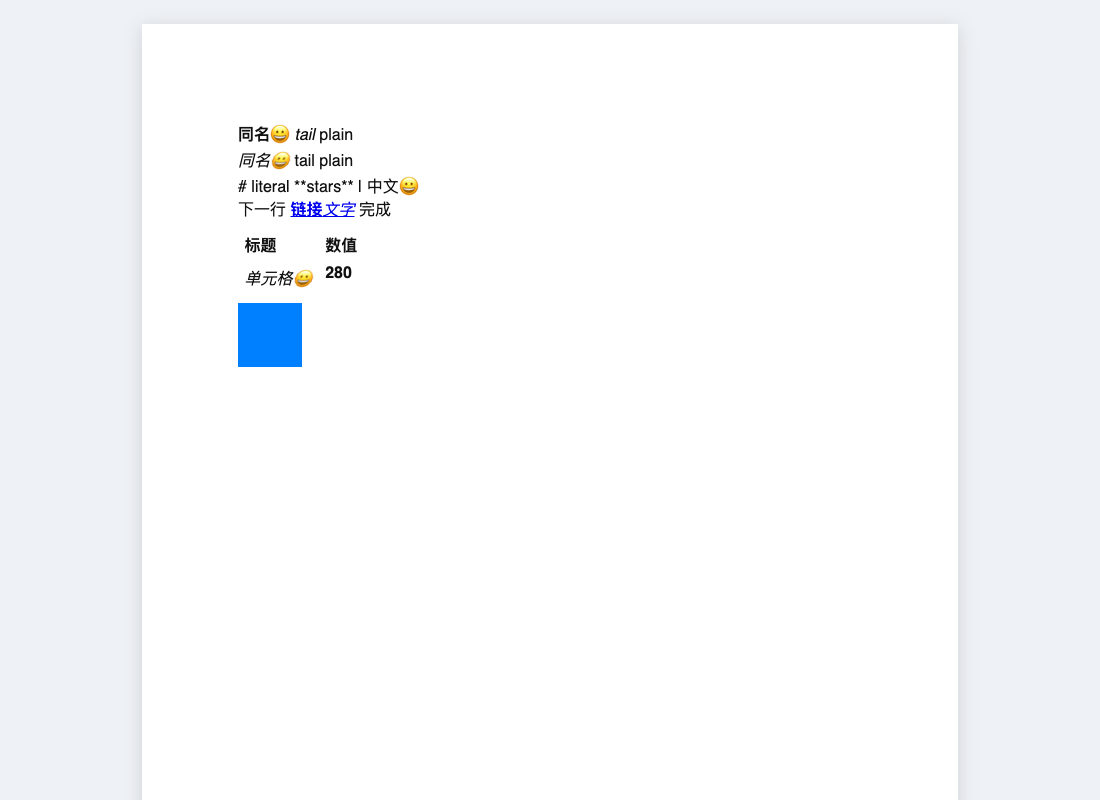 同名😀 tail plain
同名😀 tail plain
# literal **stars** | 中文😀
下一行 链接文字 完成
标题 数值
单元格😀 280